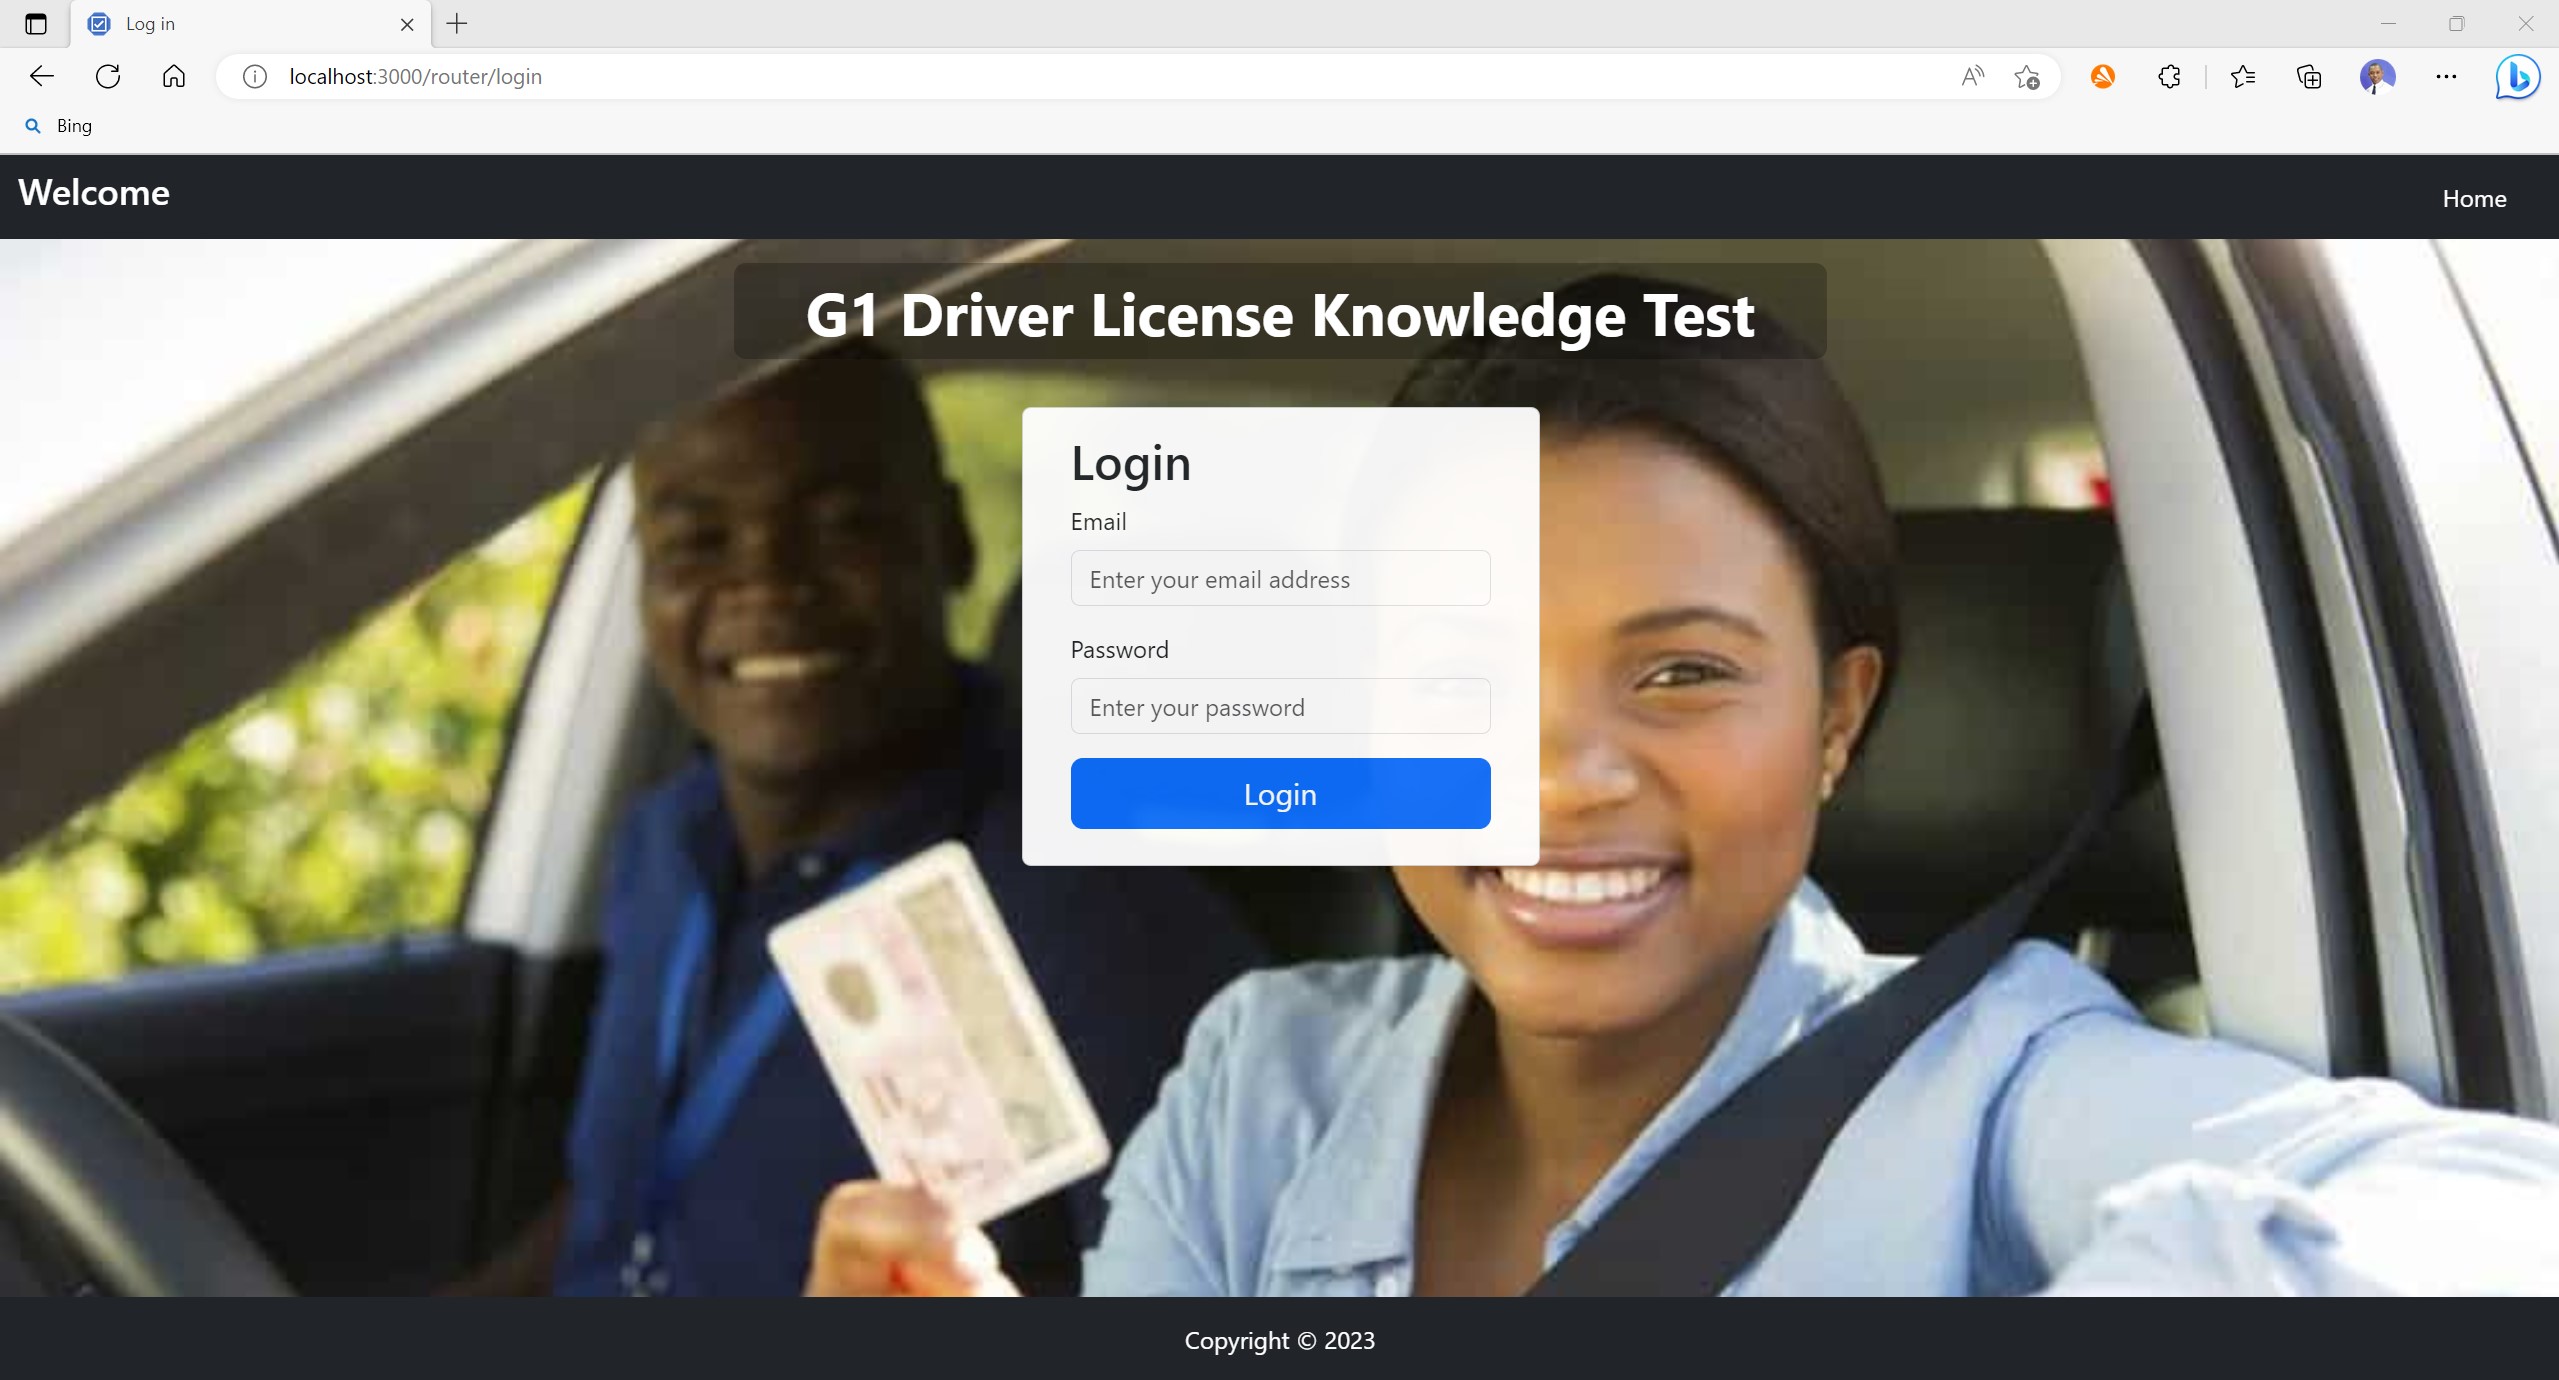 Log in
localhost:3000/router/login
Bing
Welcome
Home
G1 Driver License Knowledge Test
Login
Email
Enter your email address
Password
Enter your password
Login
Copyright © 2023